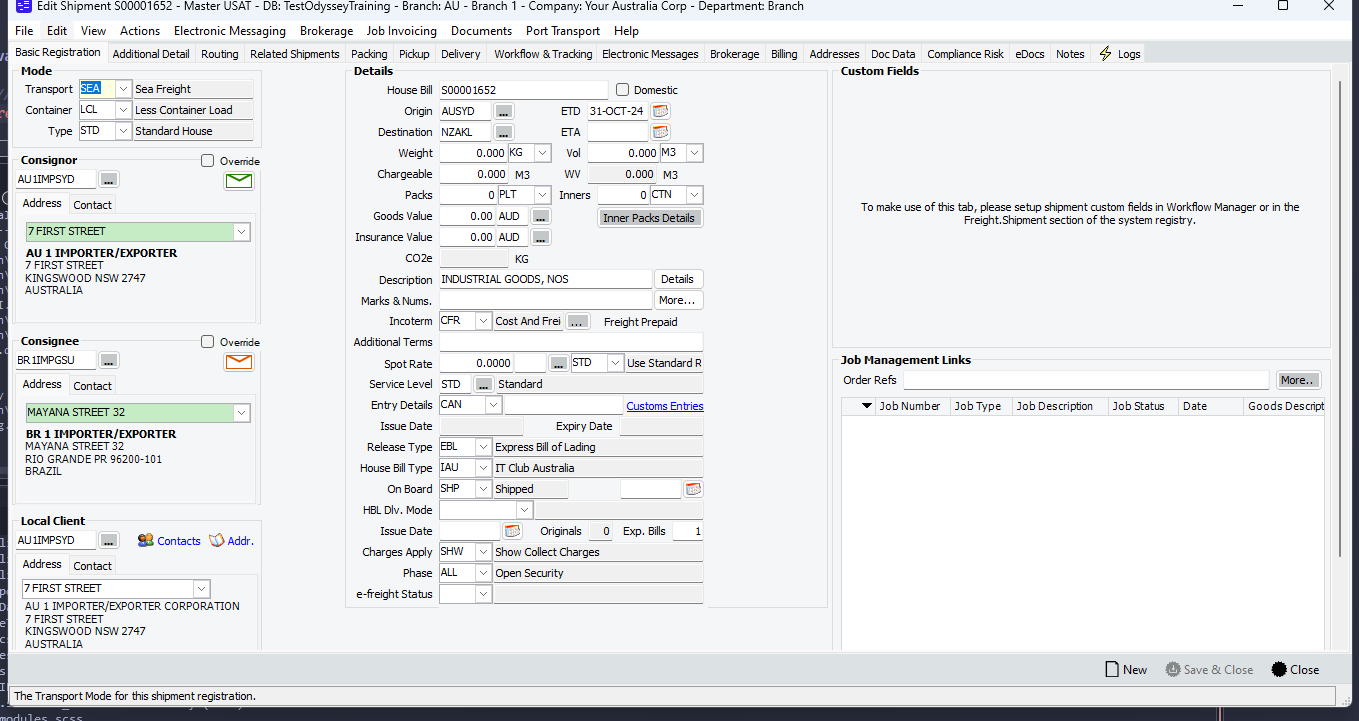 Edit Shipment S00001652 - Master USAT - DB: TestOdysseyTraining - Branch: AU - Branch 1 - Company: Your Australia Corp - Department: Branch
File Edit View Actions Electronic Messaging Brokerage Job Invoicing Documents Port Transport Help
Basic Registration Additional Detail Routing Related Shipments Packing Pickup Delivery Workflow & Tracking Electronic Messages Brokerage Billing Addresses Doc Data Compliance Risk eDocs Notes Logs
Mode
Transport SEA Sea Freight
Container LCL Less Container Load
Type STD Standard House
Consignor Override
AU1IMPSYD ...
Address Contact
7 FIRST STREET
AU 1 IMPORTER/EXPORTER
7 FIRST STREET
KINGSWOOD NSW 2747
AUSTRALIA
Consignee Override
BR1IMPGSU ...
Address Contact
MAYANA STREET 32
BR 1 IMPORTER/EXPORTER
MAYANA STREET 32
RIO GRANDE PR 96200-101
BRAZIL
Local Client
AU1IMPSYD ... Contacts Addr.
Address Contact
7 FIRST STREET
AU 1 IMPORTER/EXPORTER CORPORATION
7 FIRST STREET
KINGSWOOD NSW 2747
AUSTRALIA
Details
House Bill S00001652 Domestic
Origin AUSYD ... ETD 31-OCT-24
Destination NZAKL ... ETA
Weight 0.000 KG Vol 0.000 M3
Chargeable 0.000 M3 WV 0.000 M3
Packs 0 PLT Inners 0 CTN
Goods Value 0.00 AUD ... Inner Packs Details
Insurance Value 0.00 AUD ...
CO2e KG
Description INDUSTRIAL GOODS, NOS Details
Marks & Nums. More...
Incoterm CFR Cost And Frei ... Freight Prepaid
Additional Terms
Spot Rate 0.0000 ... STD Use Standard R
Service Level STD ... Standard
Entry Details CAN Customs Entries
Issue Date Expiry Date
Release Type EBL Express Bill of Lading
House Bill Type IAU IT Club Australia
On Board SHP Shipped
HBL Dlv. Mode
Issue Date Originals 0 Exp. Bills 1
Charges Apply SHW Show Collect Charges
Phase ALL Open Security
e-freight Status
Custom Fields
To make use of this tab, please setup shipment custom fields in Workflow Manager or in the
Freight.Shipment section of the system registry.
Job Management Links
Order Refs More..
Job Number Job Type Job Description Job Status Date Goods Descript
New Save & Close Close
The Transport Mode for this shipment registration.
modules.scss